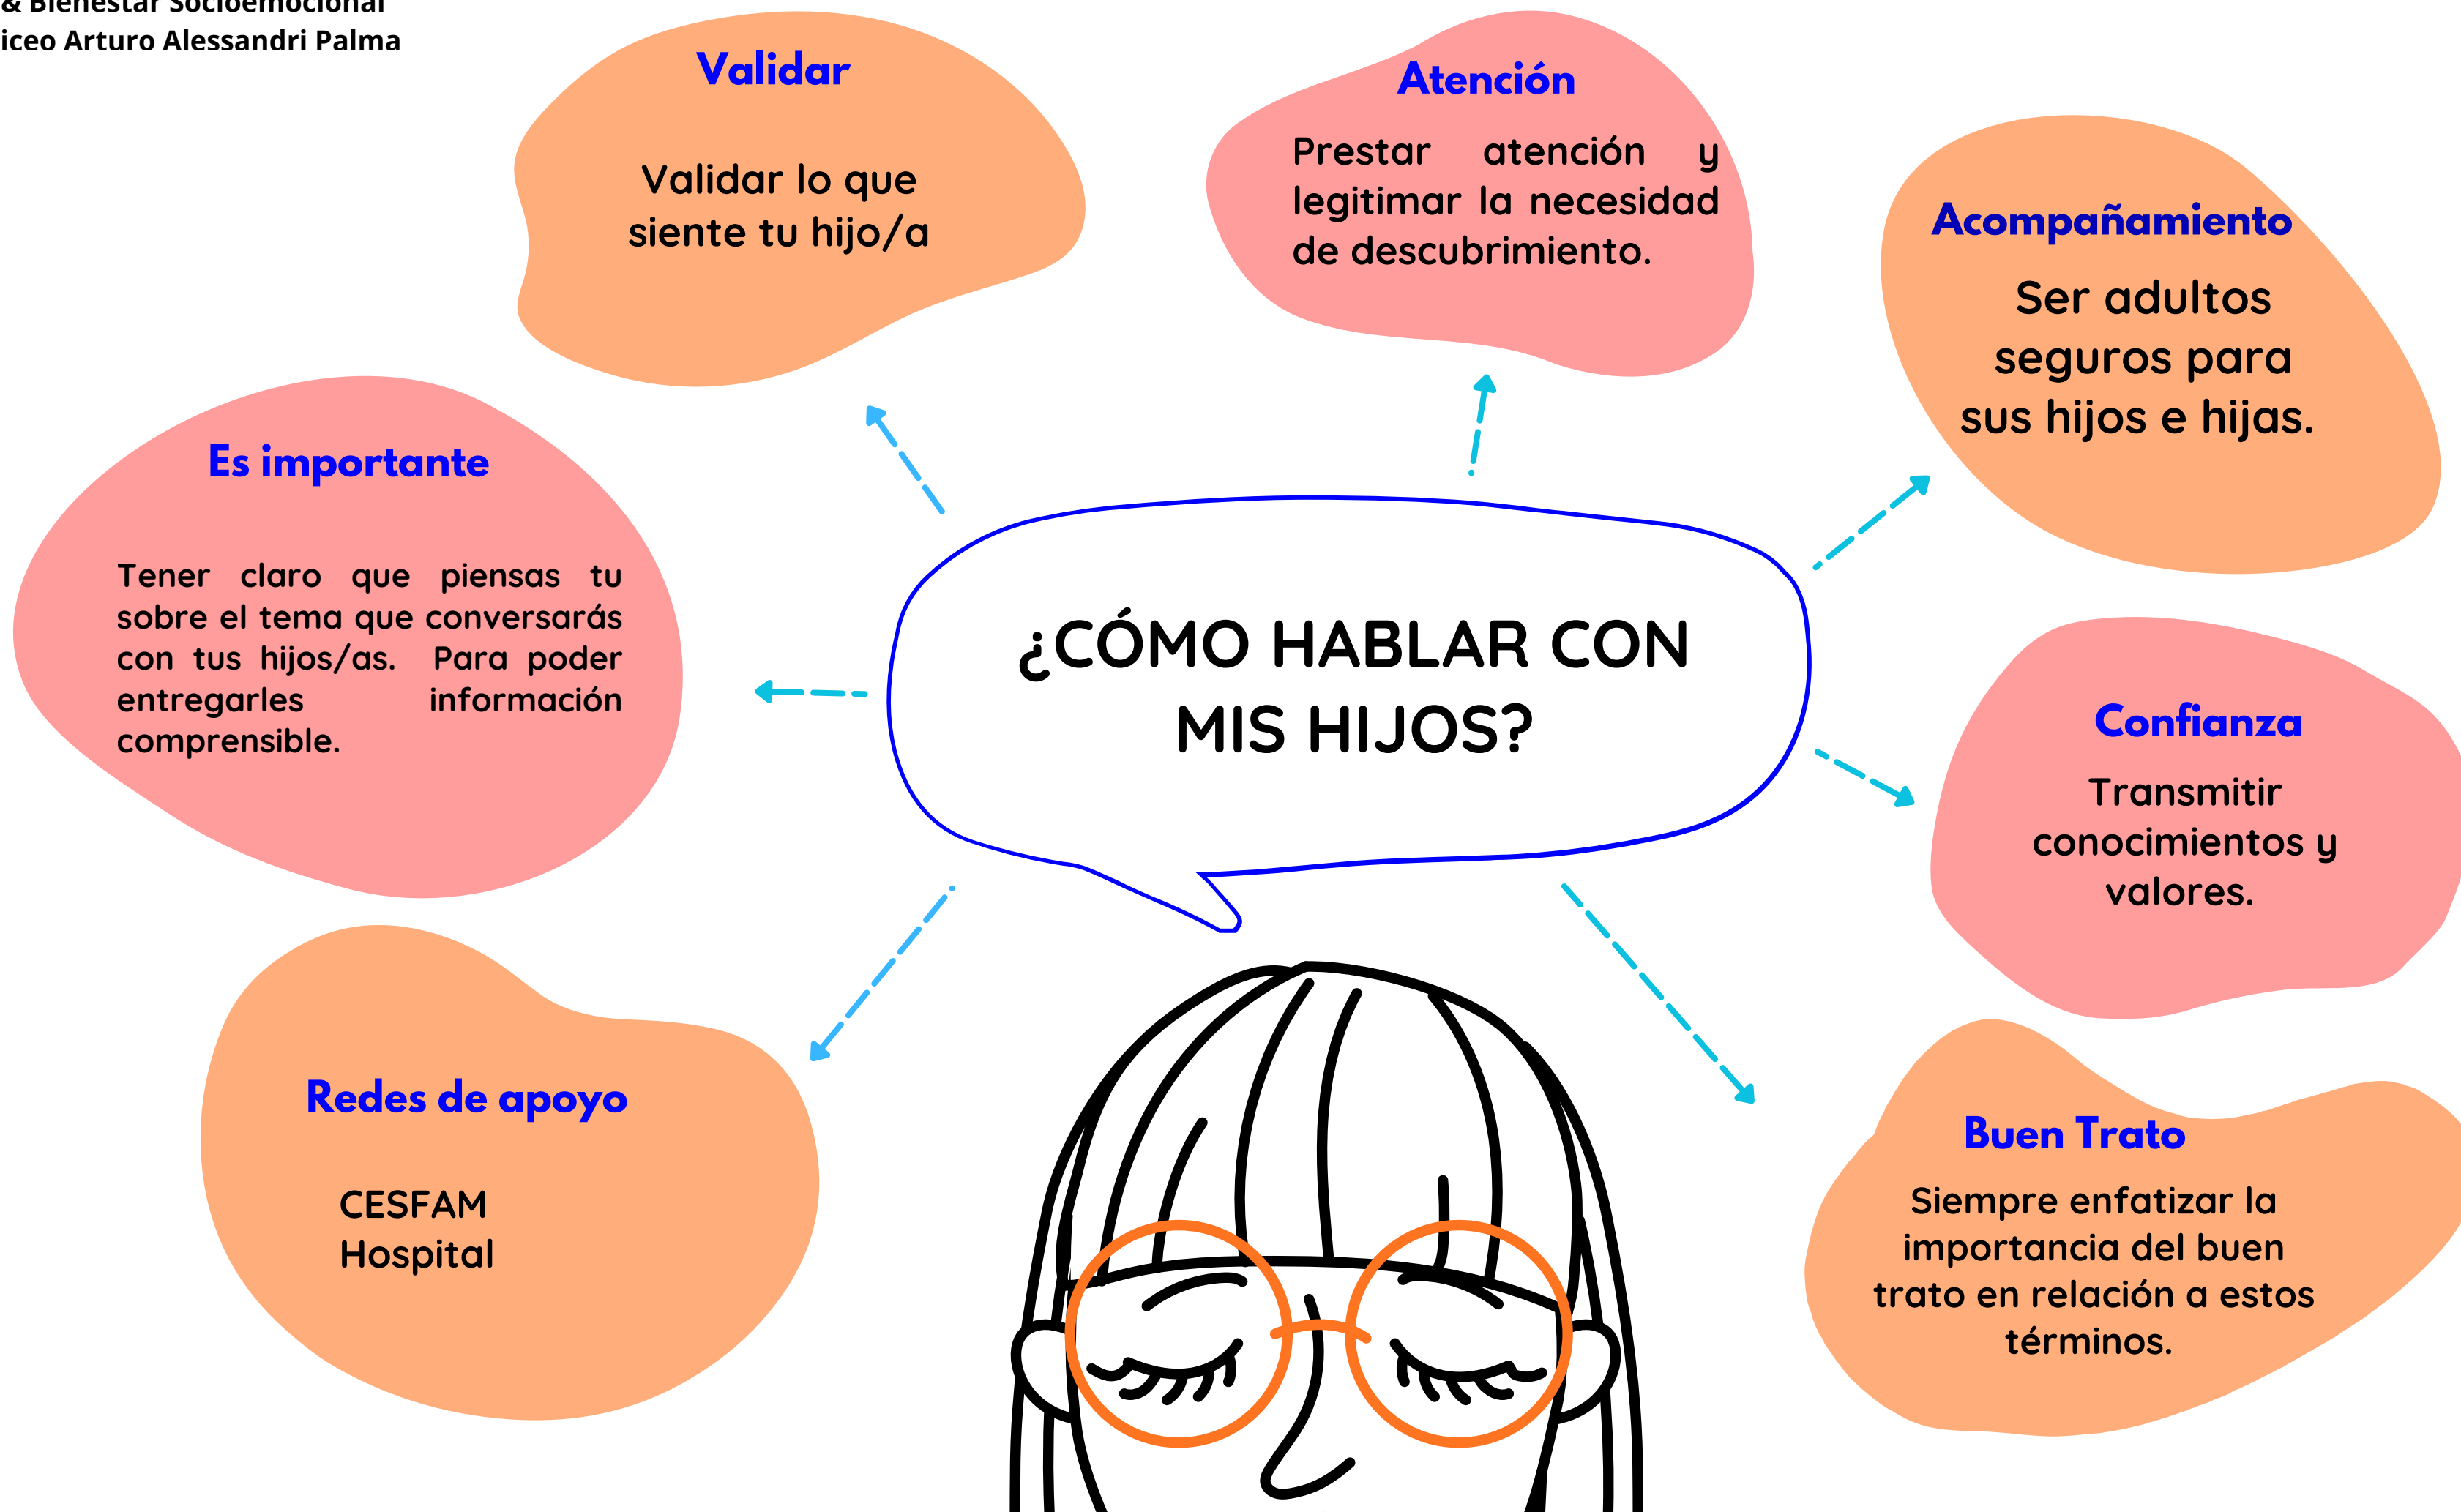 & Bienestar Socioemocional
iceo Arturo Alessandri Palma
Validar
Validar lo que
siente tu hijo/a
Atención
Prestar atención y
legitimar la necesidad
de descubrimiento.
Acompañamiento
Ser adultos
seguros para
sus hijos e hijas.
Es importante
Tener claro que piensas tu
sobre el tema que conversarás
con tus hijos/as. Para poder
entregarles información
comprensible.
¿CÓMO HABLAR CON
MIS HIJOS?
Confianza
Transmitir
conocimientos y
valores.
Redes de apoyo
CESFAM
Hospital
Buen Trato
Siempre enfatizar la
importancia del buen
trato en relación a estos
términos.